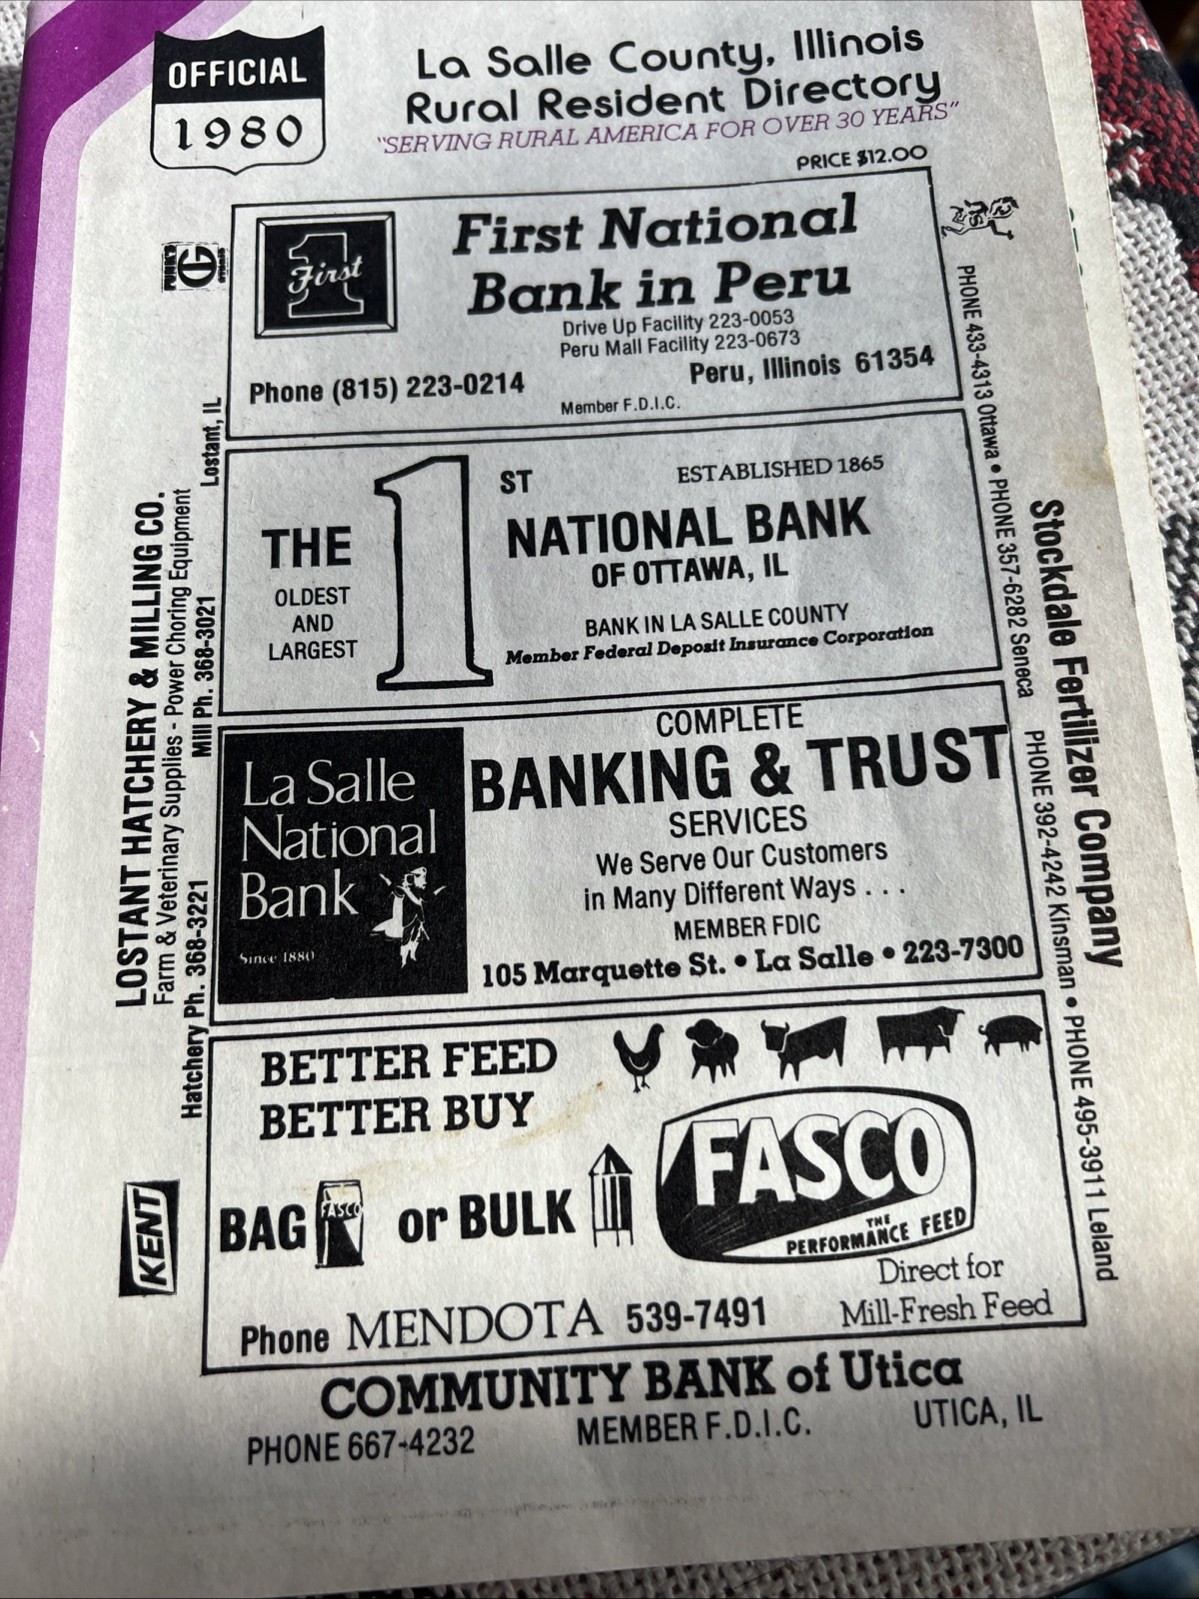 OFFICIAL
1980
La Salle County, Illinois
Rural Resident Directory
"SERVING RURAL AMERICA FOR OVER 30 YEARS"
PRICE $12.00
1
First
First National
Bank in Peru
Drive Up Facility 223-0053
Peru Mall Facility 223-0673
Phone (815) 223-0214
Peru, Illinois 61354
Member F.D.I.C.
THE
OLDEST
AND
LARGEST
1
ST
ESTABLISHED 1865
NATIONAL BANK
OF OTTAWA, IL
BANK IN LA SALLE COUNTY
Member Federal Deposit Insurance Corporation
La Salle
National
Bank
Since 1880
COMPLETE
BANKING & TRUST
SERVICES
We Serve Our Customers
in Many Different Ways . . .
MEMBER FDIC
105 Marquette St. • La Salle • 223-7300
BETTER FEED
BETTER BUY
BAG
FASCO
or BULK
FASCO
THE
PERFORMANCE FEED
Direct for
Mill-Fresh Feed
Phone MENDOTA 539-7491
COMMUNITY BANK of Utica
PHONE 667-4232 MEMBER F.D.I.C. UTICA, IL
LOSTANT HATCHERY & MILLING CO.
Farm & Veterinary Supplies - Power Choring Equipment
Hatchery Ph. 368-3221 Mill Ph. 368-3021 Lostant, IL
KENT
FUNK'S
G
Stockdale Fertilizer Company
PHONE 433-4313 Ottawa • PHONE 357-6282 Seneca PHONE 392-4242 Kinsman • PHONE 495-3911 Leland